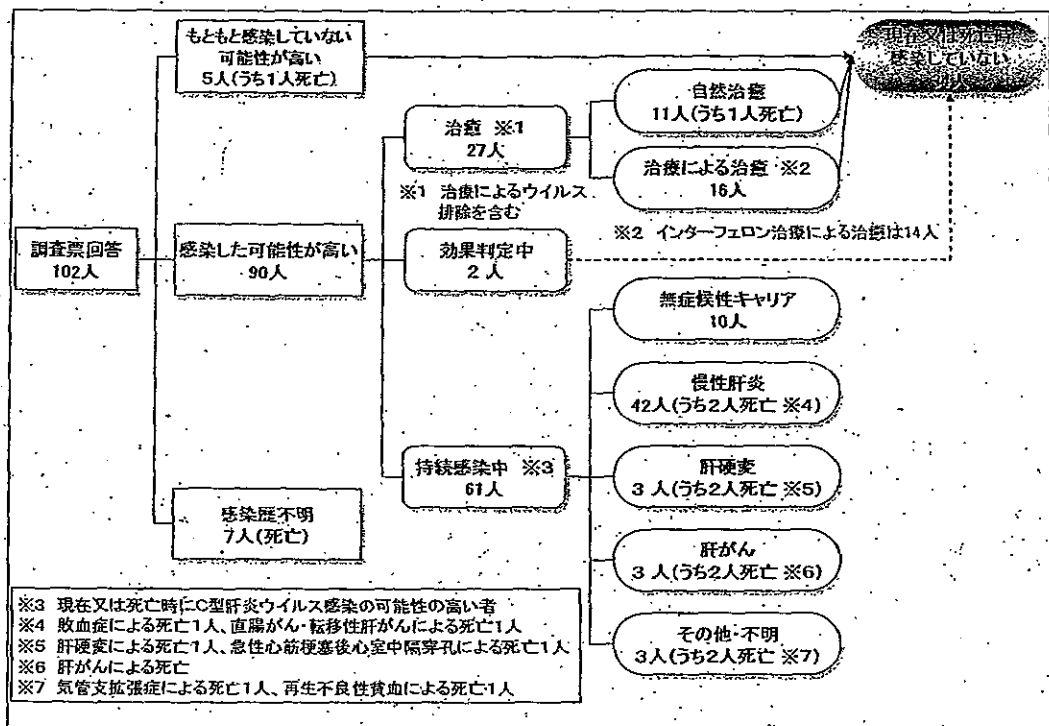 もともと感染していない
可能性が高い
5人(うち1人死亡)
現在又は死亡時
感染していない
自然治癒
11人(うち1人死亡)
治癒 ※1
27人
治療による治癒 ※2
16人
※1 治療によるウイルス
排除を含む
※2 インターフェロン治療による治癒は14人
調査票回答
102人
感染した可能性が高い
90人
効果判定中
2人
無症候性キャリア
10人
慢性肝炎
42人(うち2人死亡 ※4)
持続感染中 ※3
61人
肝硬変
3人(うち2人死亡 ※5)
感染歴不明
7人(死亡)
肝がん
3人(うち2人死亡 ※6)
その他・不明
3人(うち2人死亡 ※7)
※3 現在又は死亡時にC型肝炎ウイルス感染の可能性の高い者
※4 敗血症による死亡1人、直腸がん・転移性肝がんによる死亡1人
※5 肝硬変による死亡1人、急性心筋梗塞後心室中隔穿孔による死亡1人
※6 肝がんによる死亡
※7 気管支拡張症による死亡1人、再生不良性貧血による死亡1人